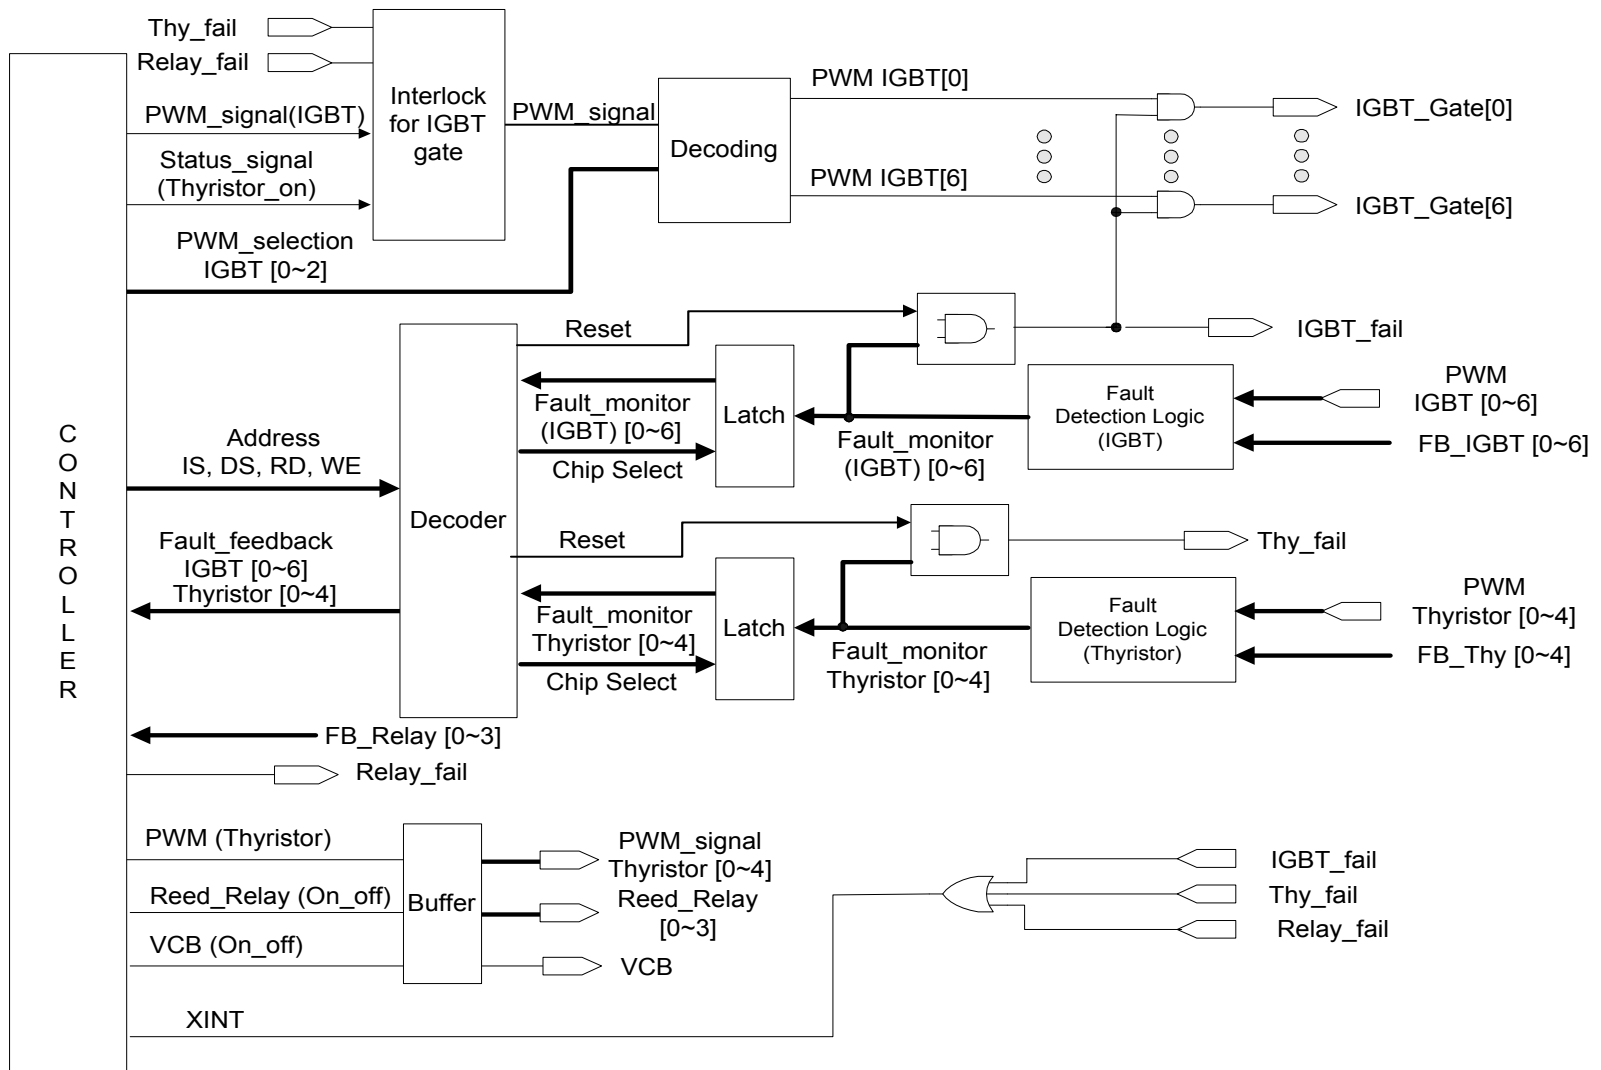 Thy_fail
Relay_fail
PWM_signal(IGBT)
Status_signal
(Thyristor_on)
PWM_selection
IGBT [0~2]
Interlock
for IGBT
gate
PWM_signal
Decoding
PWM IGBT[0]
PWM IGBT[6]
IGBT_Gate[0]
IGBT_Gate[6]
CONTROLLER
Address
IS, DS, RD, WE
Fault_feedback
IGBT [0~6]
Thyristor [0~4]
Decoder
Reset
Fault_monitor
(IGBT) [0~6]
Chip Select
Latch
Fault_monitor
(IGBT) [0~6]
IGBT_fail
Fault
Detection Logic
(IGBT)
PWM
IGBT [0~6]
FB_IGBT [0~6]
Reset
Fault_monitor
Thyristor [0~4]
Chip Select
Latch
Fault_monitor
Thyristor [0~4]
Thy_fail
Fault
Detection Logic
(Thyristor)
PWM
Thyristor [0~4]
FB_Thy [0~4]
FB_Relay [0~3]
Relay_fail
PWM (Thyristor)
Reed_Relay (On_off)
VCB (On_off)
Buffer
PWM_signal
Thyristor [0~4]
Reed_Relay
[0~3]
VCB
XINT
IGBT_fail
Thy_fail
Relay_fail